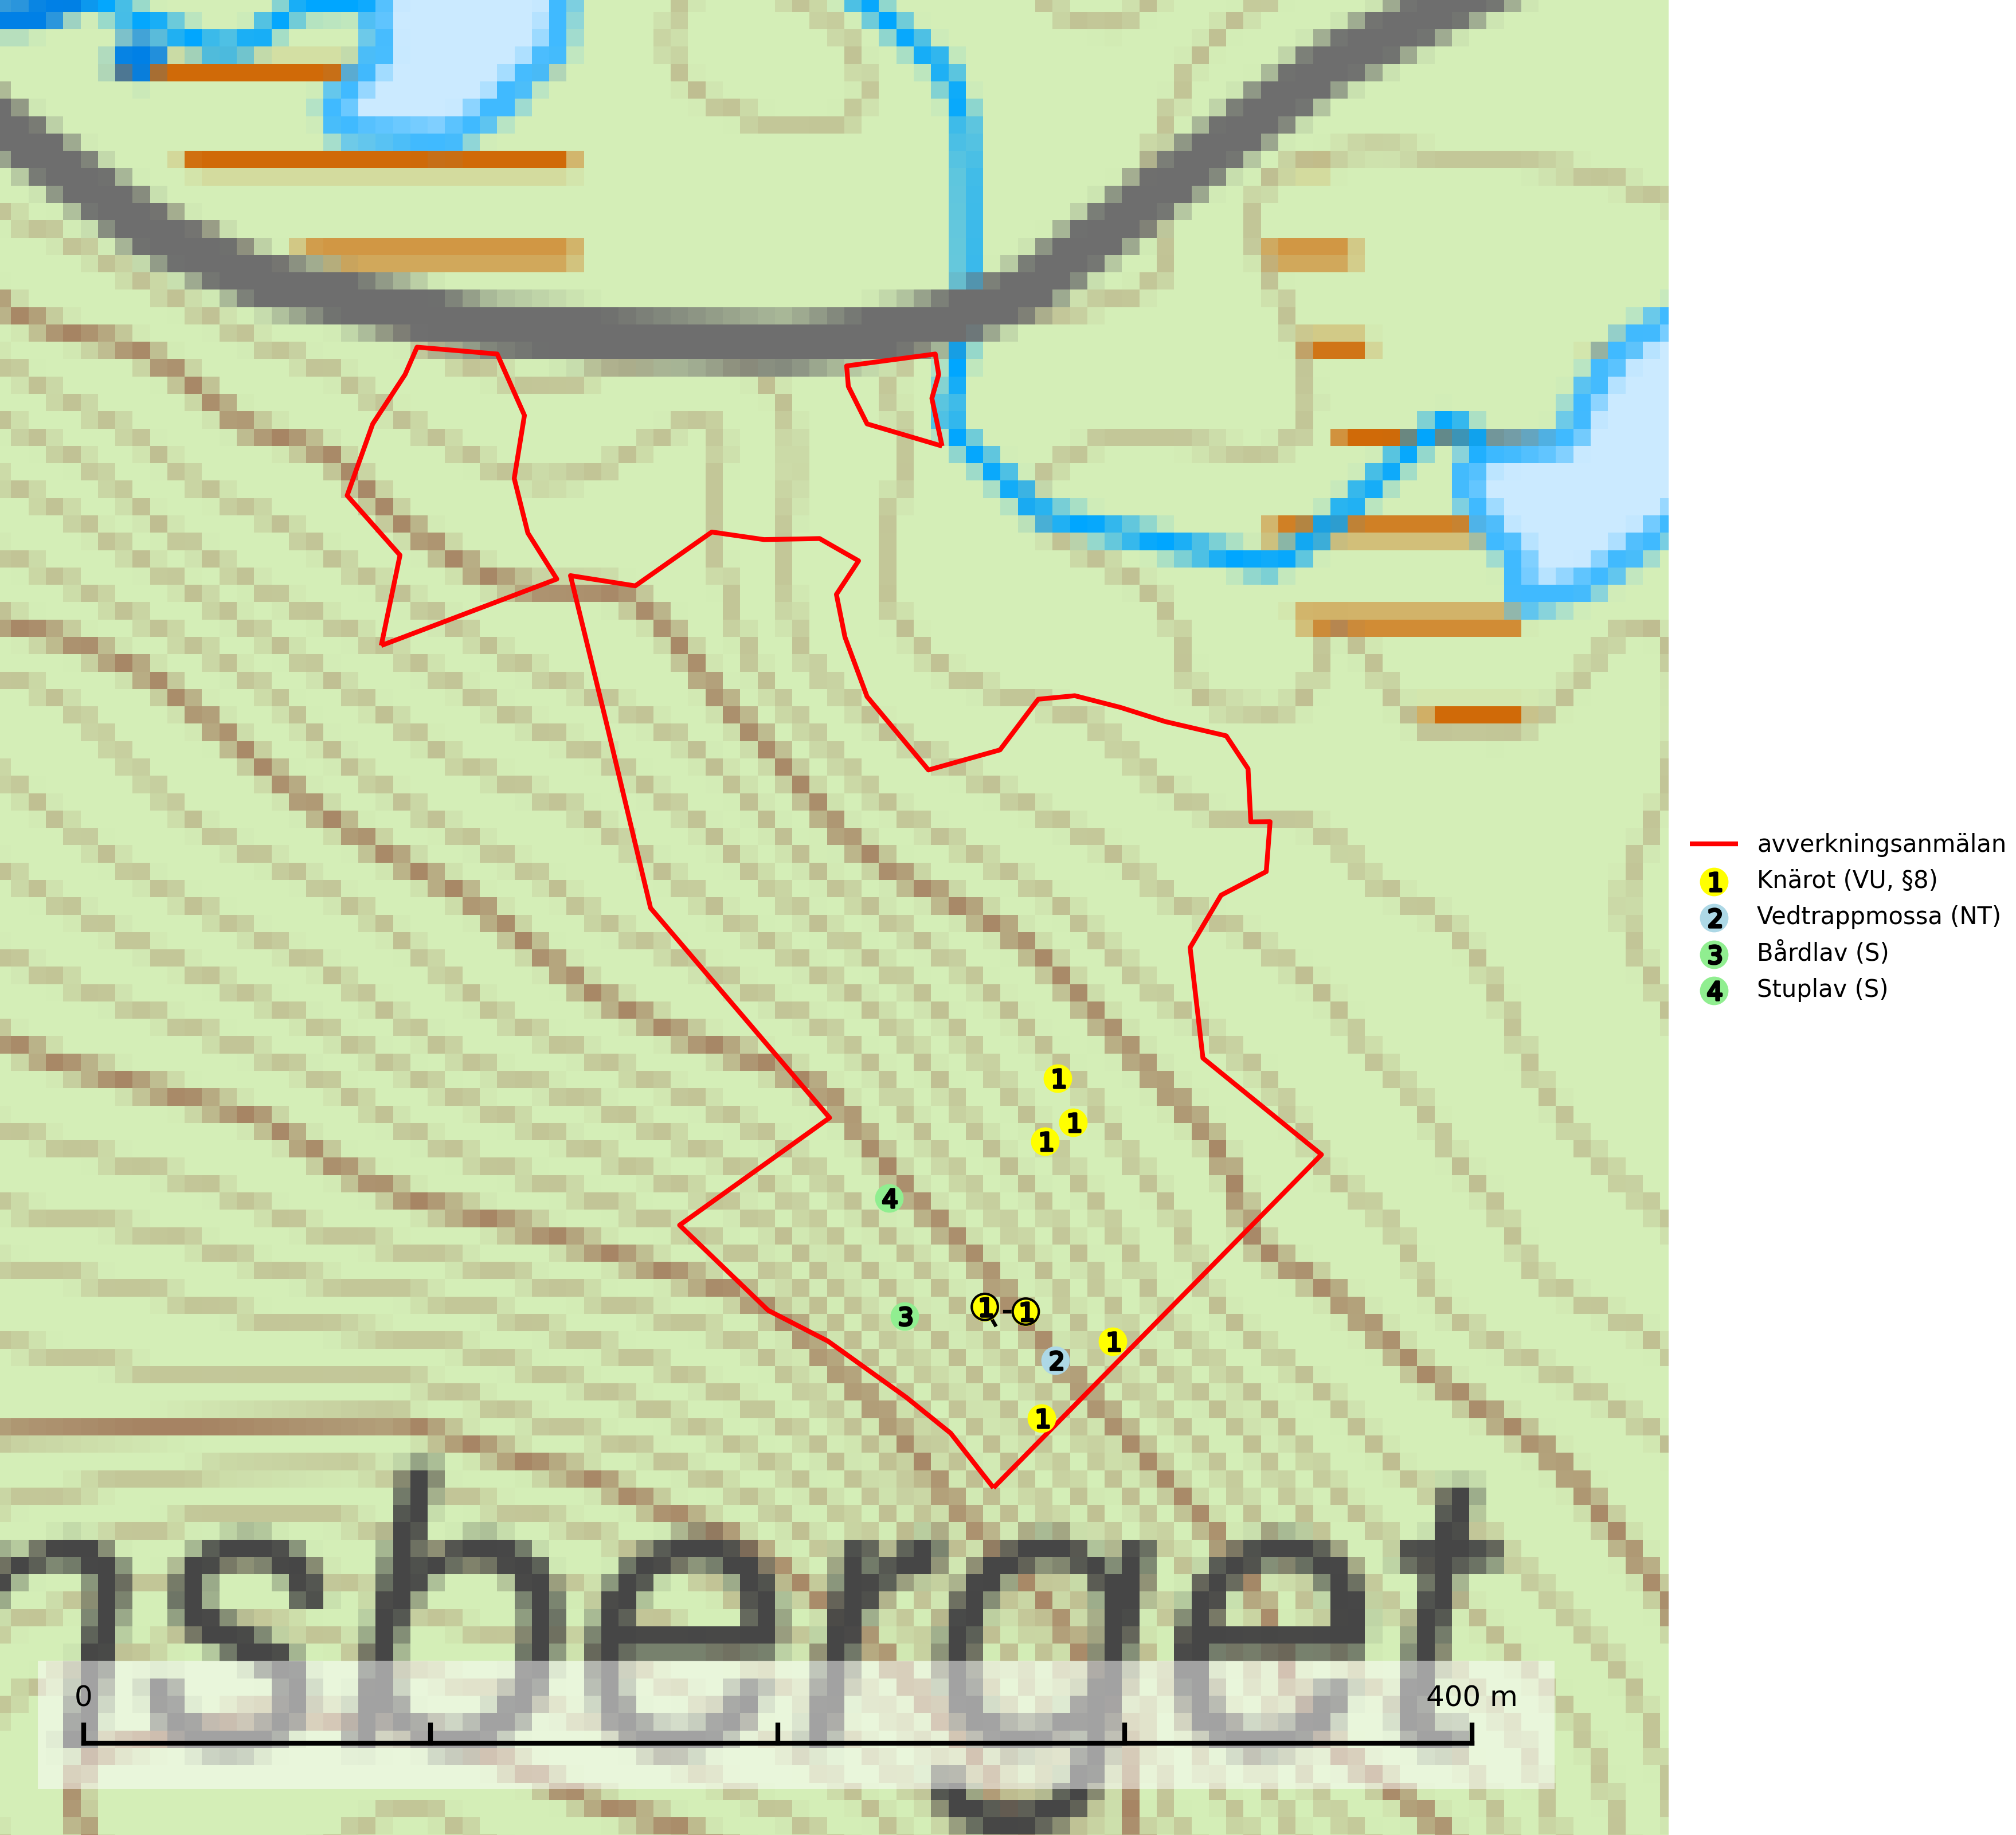 avverkningsanmälan
1 Knärot (VU, §8)
2 Vedtrappmossa (NT)
3 Bårdlav (S)
4 Stuplav (S)
1
1
1
4
1
1
3
1
2
1
nsberget
0 400 m